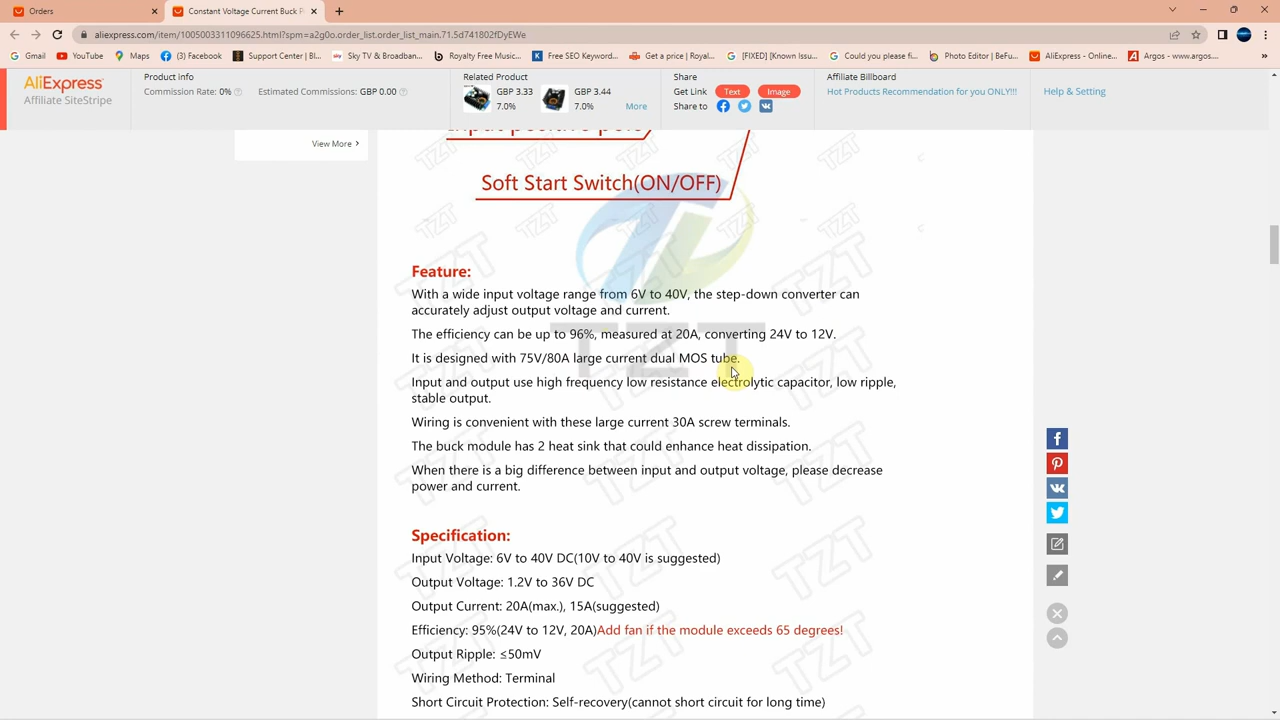 Orders
Constant Voltage Current Buck P
aliexpress.com/item/1005003311096625.html?spm=a2g0o.order_list.order_list_main.71.5d741802fDyEWe
Gmail
YouTube
Maps
(3) Facebook
Support Center | Bl...
Sky TV & Broadban...
Royalty Free Music...
Free SEO Keyword...
Get a price | Royal...
[FIXED] [Known Issu...
Could you please fi...
Photo Editor | BeFu...
AliExpress - Online...
Argos - www.argos...
AliExpress
Affiliate SiteStripe
Product info
Commission Rate: 0%
Estimated Commissions: GBP 0.00
Related Product
GBP 3.33
7.0%
GBP 3.44
7.0%
More
Share
Get Link
Text
Image
Share to
Affiliate Billboard
Hot Products Recommendation for you ONLY!!!
Help & Setting
View More
Input positive pole
Soft Start Switch(ON/OFF)
TZT
Feature:
With a wide input voltage range from 6V to 40V, the step-down converter can
accurately adjust output voltage and current.
The efficiency can be up to 96%, measured at 20A, converting 24V to 12V.
It is designed with 75V/80A large current dual MOS tube.
Input and output use high frequency low resistance electrolytic capacitor, low ripple,
stable output.
Wiring is convenient with these large current 30A screw terminals.
The buck module has 2 heat sink that could enhance heat dissipation.
When there is a big difference between input and output voltage, please decrease
power and current.
Specification:
Input Voltage: 6V to 40V DC(10V to 40V is suggested)
Output Voltage: 1.2V to 36V DC
Output Current: 20A(max.), 15A(suggested)
Efficiency: 95%(24V to 12V, 20A)Add fan if the module exceeds 65 degrees!
Output Ripple: ≤50mV
Wiring Method: Terminal
Short Circuit Protection: Self-recovery(cannot short circuit for long time)